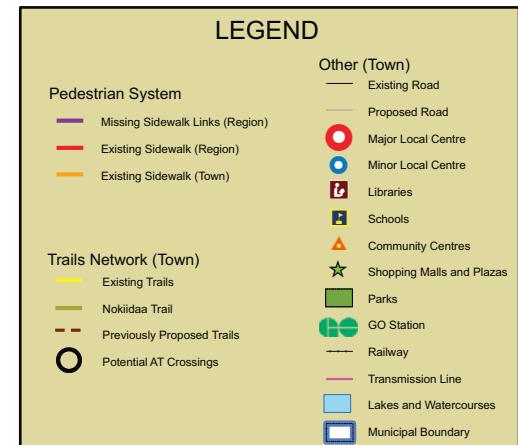 LEGEND
Pedestrian System
Missing Sidewalk Links (Region)
Existing Sidewalk (Region)
Existing Sidewalk (Town)
Trails Network (Town)
Existing Trails
Nokiidaa Trail
Previously Proposed Trails
Potential AT Crossings
Other (Town)
Existing Road
Proposed Road
Major Local Centre
Minor Local Centre
Libraries
Schools
Community Centres
Shopping Malls and Plazas
Parks
GO GO Station
Railway
Transmission Line
Lakes and Watercourses
Municipal Boundary